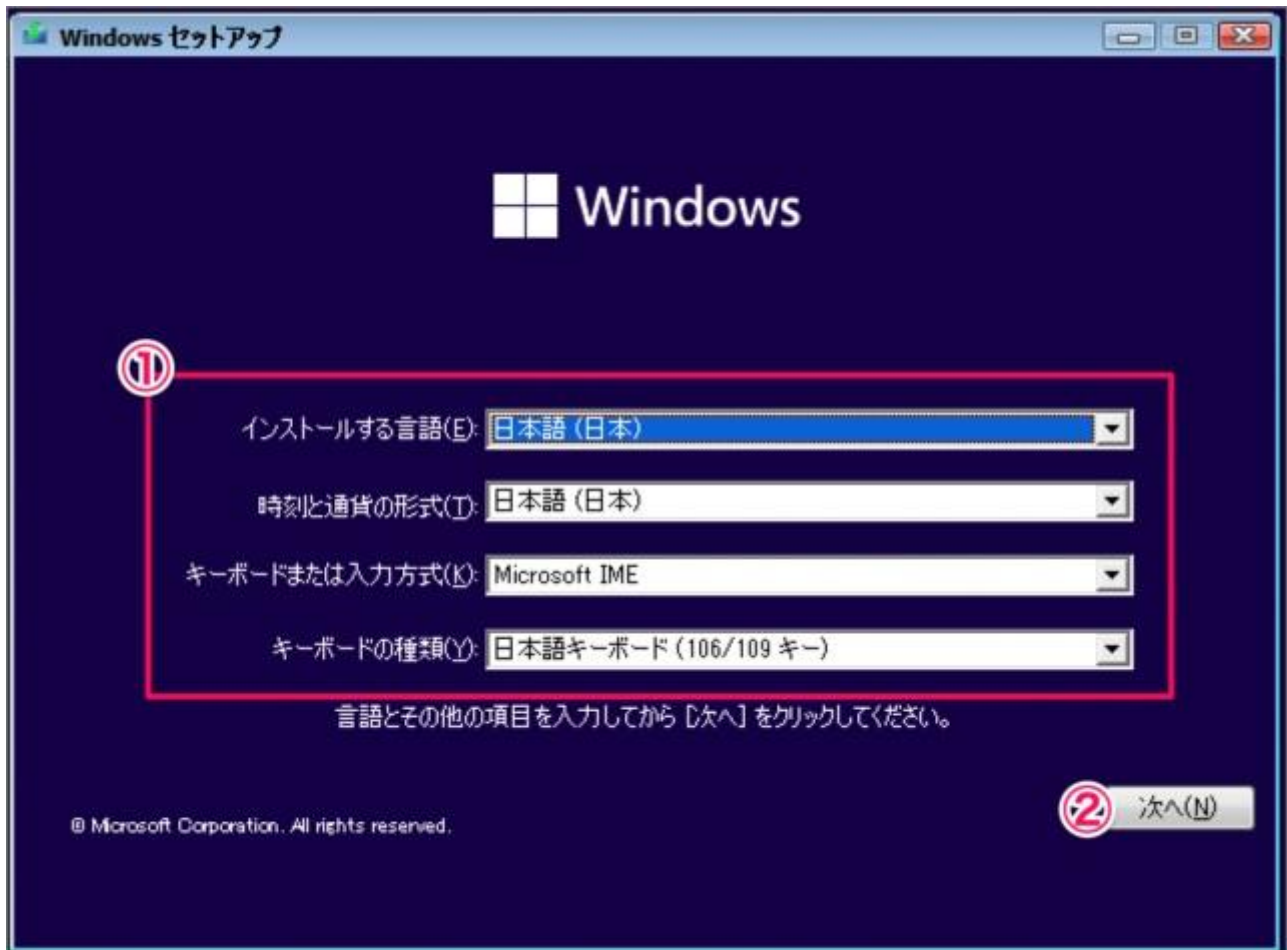 Windows セットアップ
Windows
①
インストールする言語(E): 日本語 (日本)
時刻と通貨の形式(T): 日本語 (日本)
キーボードまたは入力方式(K): Microsoft IME
キーボードの種類(Y): 日本語キーボード (106/109 キー)
言語とその他の項目を入力してから [次へ] をクリックしてください。
② 次へ(N)
© Microsoft Corporation. All rights reserved.